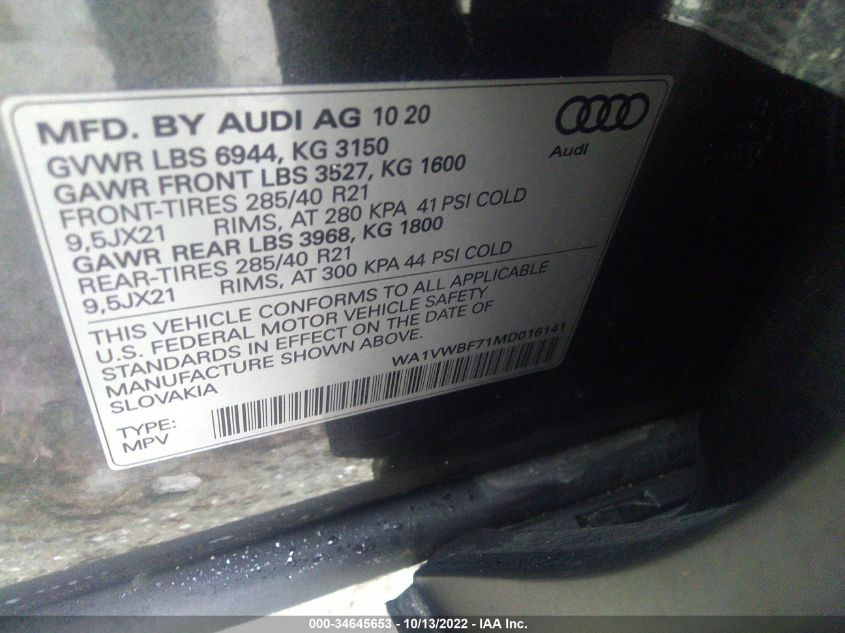 MFD. BY AUDI AG 10 20
GVWR LBS 6944, KG 3150
GAWR FRONT LBS 3527, KG 1600
FRONT-TIRES 285/40 R21
9,5JX21 RIMS, AT 280 KPA 41 PSI COLD
GAWR REAR LBS 3968, KG 1800
REAR-TIRES 285/40 R21
9,5JX21 RIMS, AT 300 KPA 44 PSI COLD
Audi
THIS VEHICLE CONFORMS TO ALL APPLICABLE
U.S. FEDERAL MOTOR VEHICLE SAFETY
STANDARDS IN EFFECT ON THE DATE OF
MANUFACTURE SHOWN ABOVE.
SLOVAKIA
WA1VWBF71MD016141
TYPE:
MPV
000-34645653 - 10/13/2022 - IAA Inc.